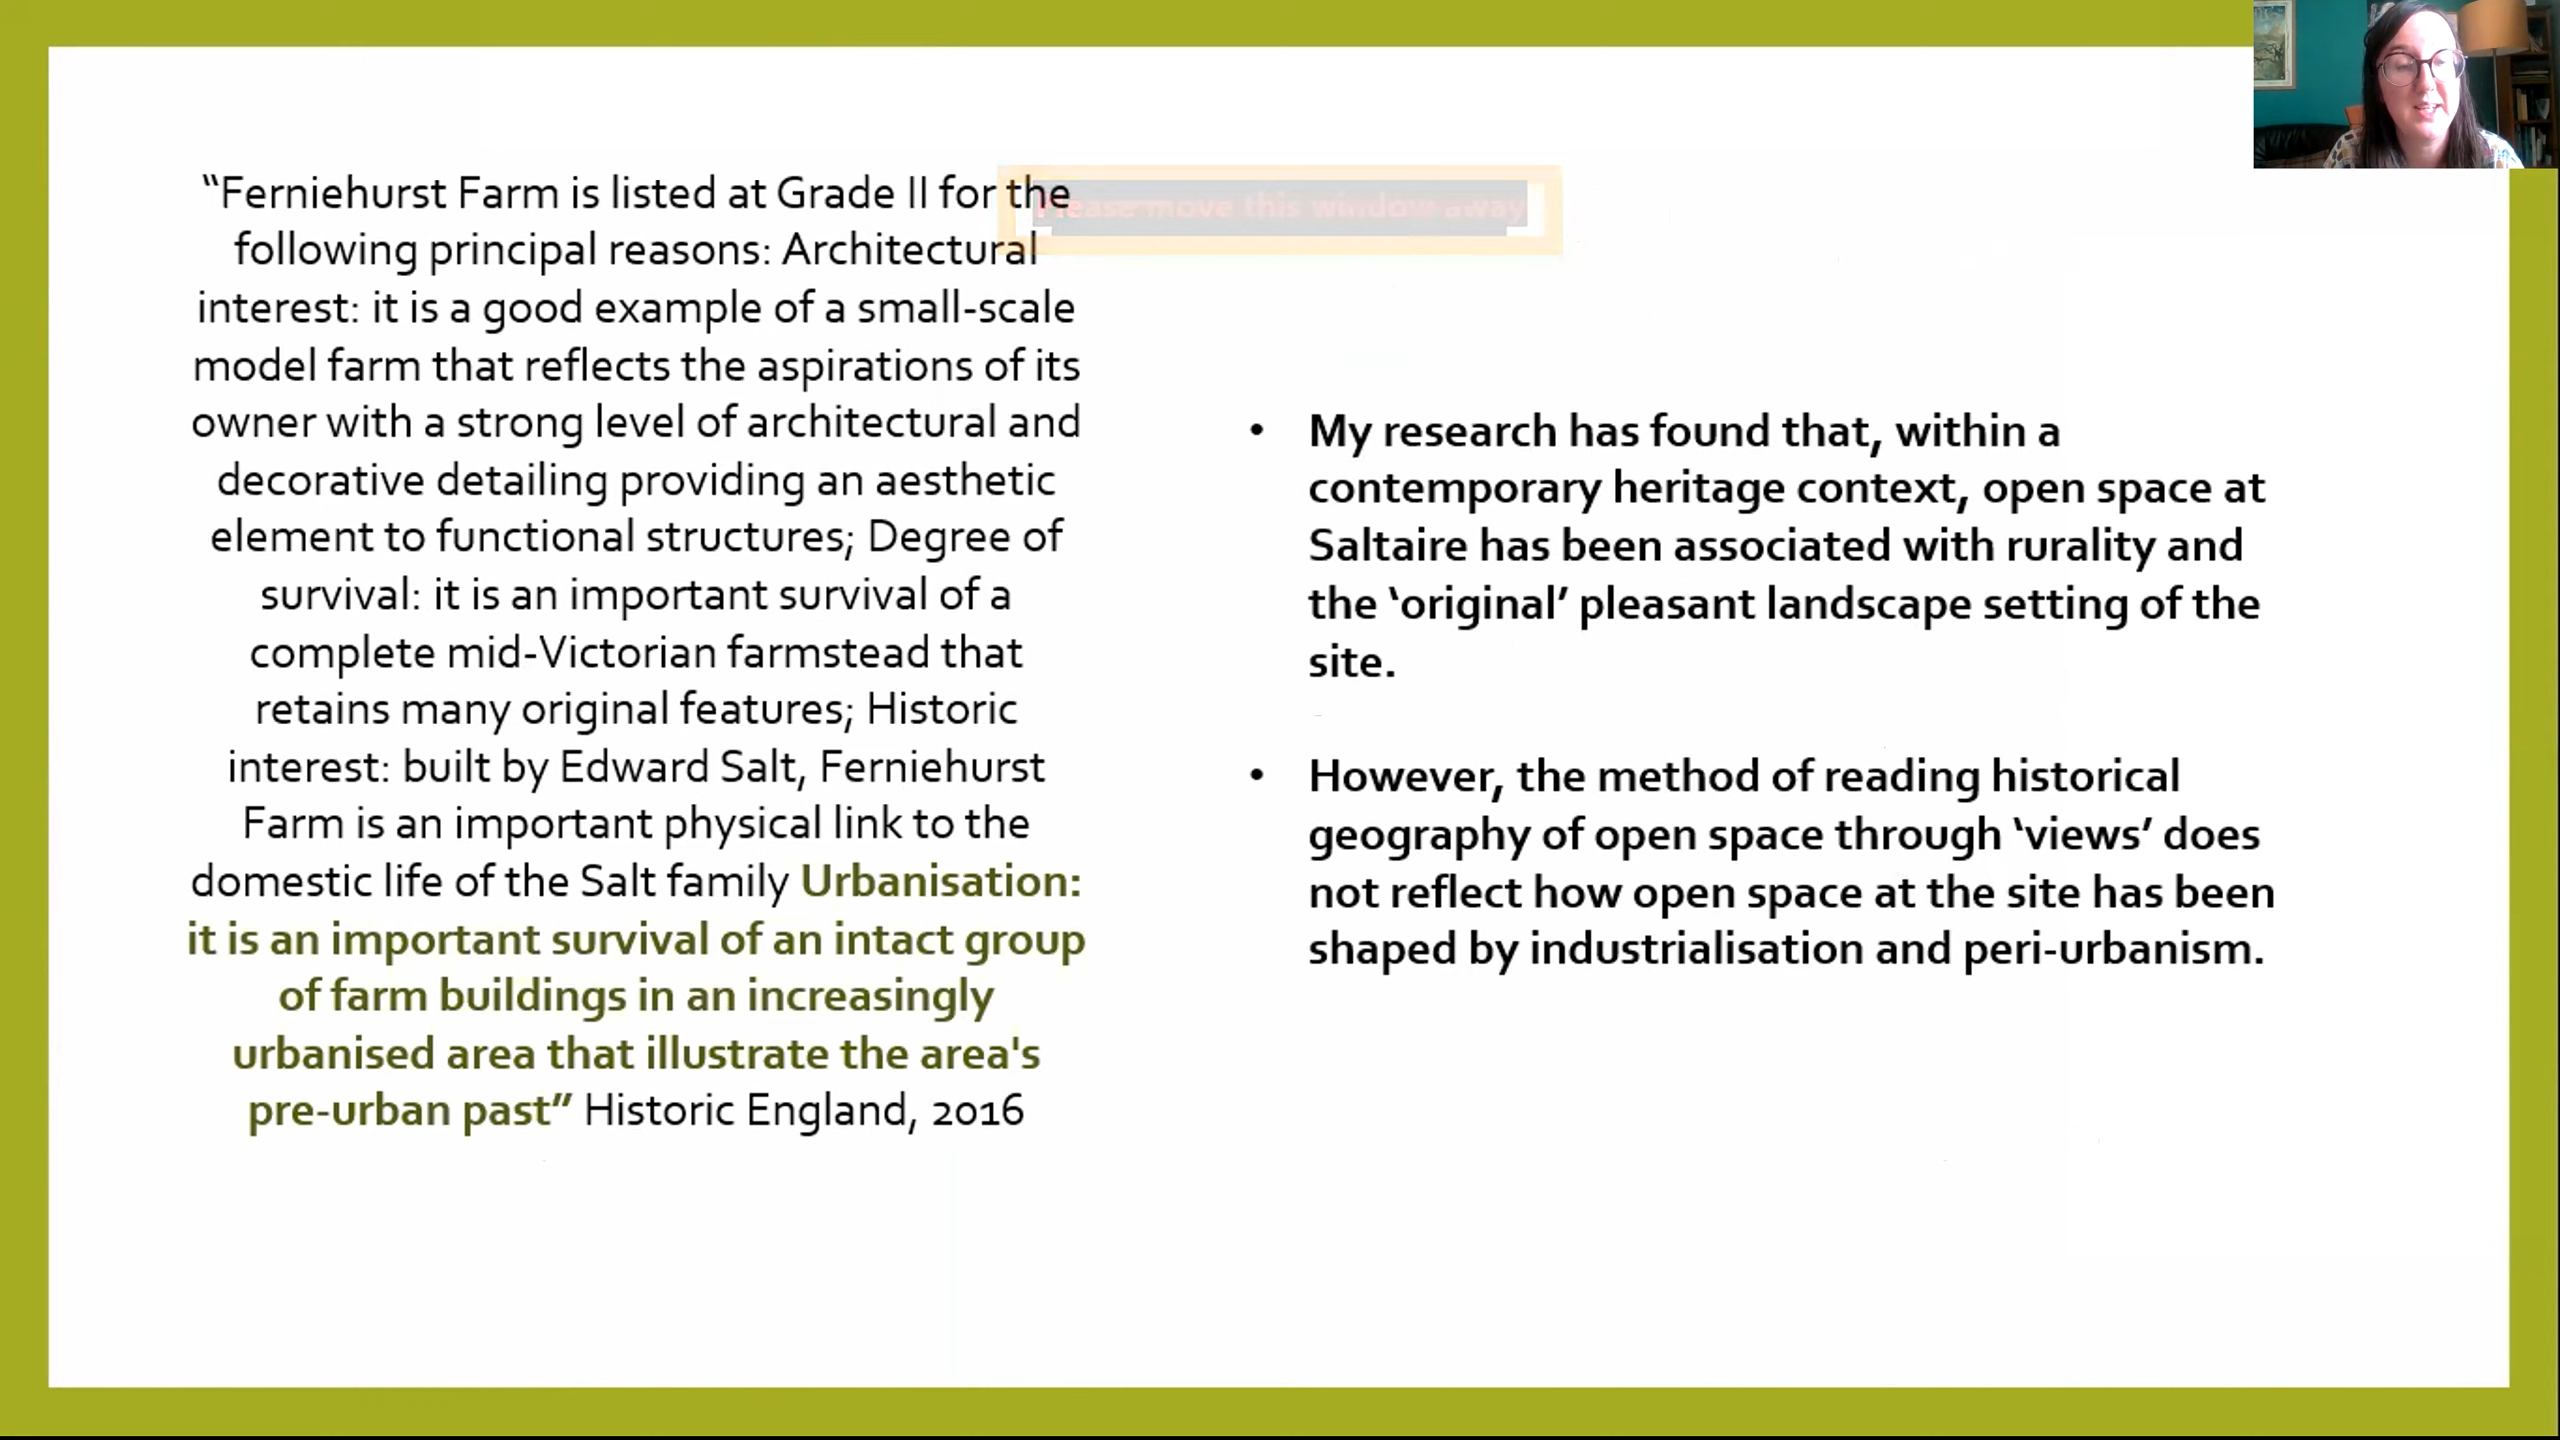 “Ferniehurst Farm is listed at Grade II for the
following principal reasons: Architectural
interest: it is a good example of a small-scale
model farm that reflects the aspirations of its
owner with a strong level of architectural and
decorative detailing providing an aesthetic
element to functional structures; Degree of
survival: it is an important survival of a
complete mid-Victorian farmstead that
retains many original features; Historic
interest: built by Edward Salt, Ferniehurst
Farm is an important physical link to the
domestic life of the Salt family Urbanisation:
it is an important survival of an intact group
of farm buildings in an increasingly
urbanised area that illustrate the area's
pre-urban past” Historic England, 2016
Please move this window away
• My research has found that, within a
contemporary heritage context, open space at
Saltaire has been associated with rurality and
the ‘original’ pleasant landscape setting of the
site.
• However, the method of reading historical
geography of open space through ‘views’ does
not reflect how open space at the site has been
shaped by industrialisation and peri-urbanism.